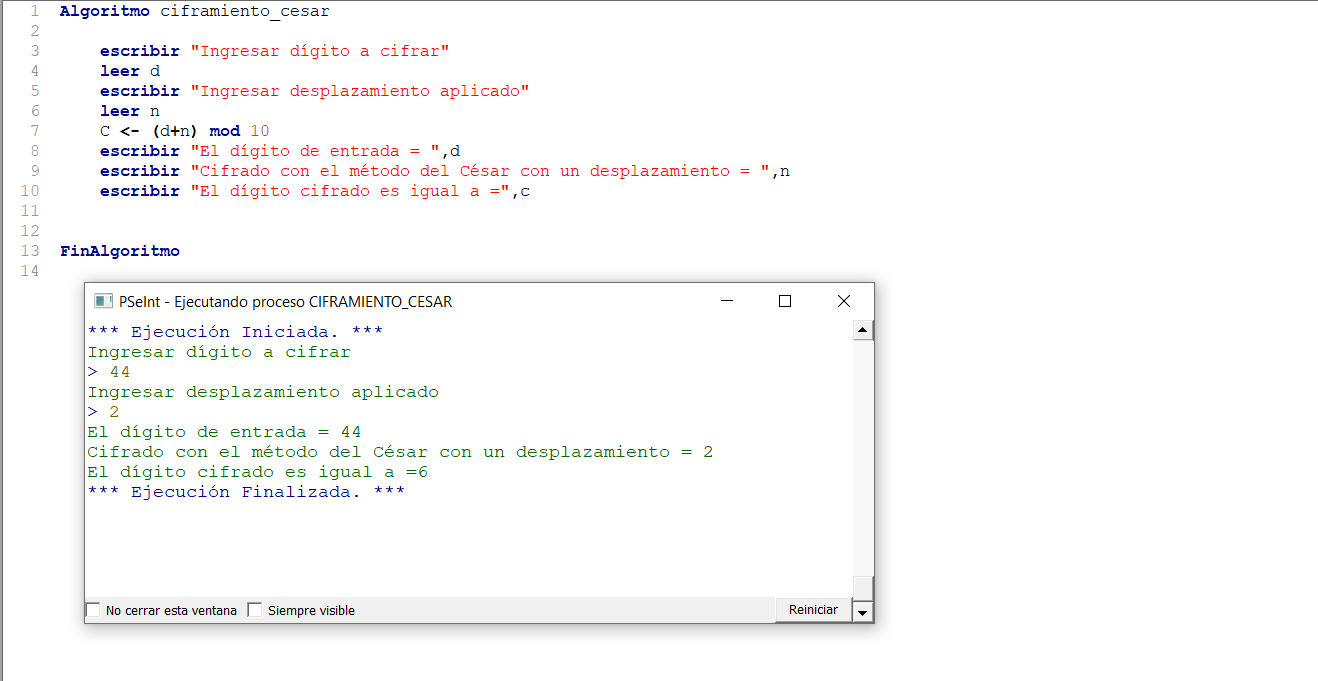 1 Algoritmo ciframiento_cesar
2
3 escribir "Ingresar dígito a cifrar"
4 leer d
5 escribir "Ingresar desplazamiento aplicado"
6 leer n
7 C <- (d+n) mod 10
8 escribir "El dígito de entrada = ",d
9 escribir "Cifrado con el método del César con un desplazamiento = ",n
10 escribir "El dígito cifrado es igual a =",c
11
12
13 FinAlgoritmo
14
PSeInt - Ejecutando proceso CIFRAMIENTO_CESAR
*** Ejecución Iniciada. ***
Ingresar dígito a cifrar
> 44
Ingresar desplazamiento aplicado
> 2
El dígito de entrada = 44
Cifrado con el método del César con un desplazamiento = 2
El dígito cifrado es igual a =6
*** Ejecución Finalizada. ***
No cerrar esta ventana Siempre visible Reiniciar